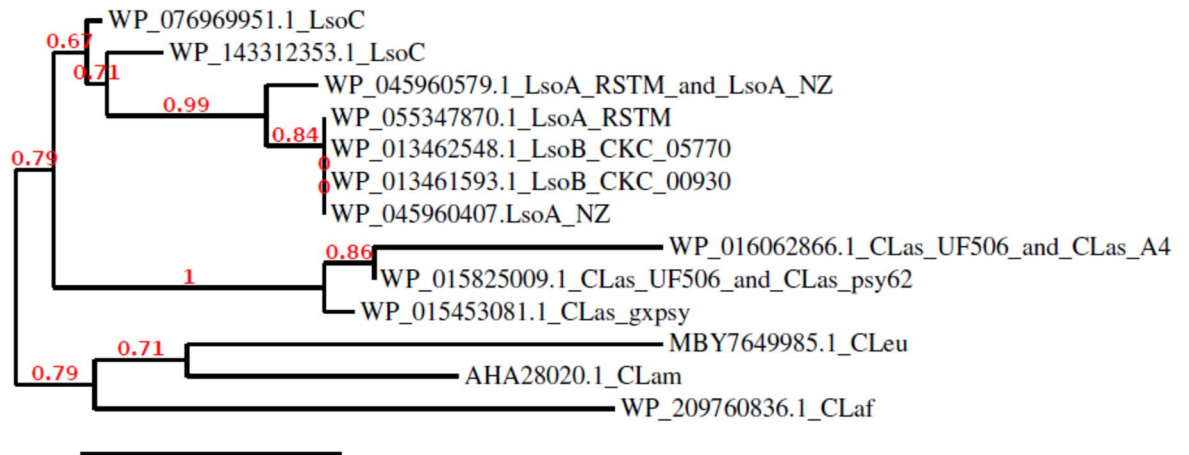 WP_076969951.1_LsoC
0.67
WP_143312353.1_LsoC
0.71
WP_045960579.1_LsoA_RSTM_and_LsoA_NZ
0.99
WP_055347870.1_LsoA_RSTM
0.84
WP_013462548.1_LsoB_CKC_05770
0
0.79
WP_013461593.1_LsoB_CKC_00930
0
WP_045960407.LsoA_NZ
WP_016062866.1_CLas_UF506_and_CLas_A4
0.86
WP_015825009.1_CLas_UF506_and_CLas_psy62
1
WP_015453081.1_CLas_gxpsy
MBY7649985.1_CLeu
0.71
AHA28020.1_CLam
0.79
WP_209760836.1_CLaf